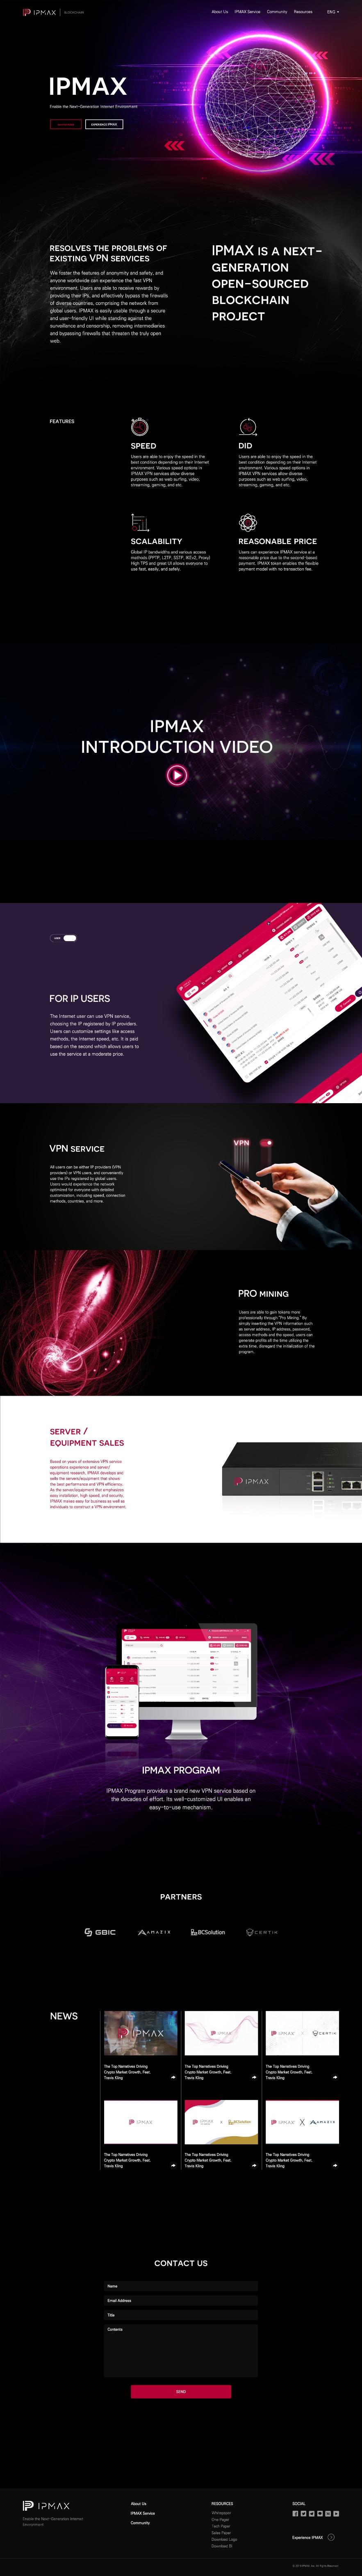 IPMAX | BLOCKCHAIN
About Us IPMAX Service Community Resources ENG
IPMAX
Enable the Next-Generation Internet Environment
EXPERIENCE IPMAX
RESOLVES THE PROBLEMS OF
EXISTING VPN SERVICES
We foster the features of anonymity and safety, and
anyone worldwide can experience the fast VPN
environment. Users are able to receive rewards by
providing their IPs, and effectively bypass the firewalls
of diverse countries, comprising the network from
global users. IPMAX is easily usable through a secure
and user-friendly UI while standing against the
surveillance and censorship, removing intermediaries
and bypassing firewalls that threaten the truly open
web.
IPMAX IS A NEXT-
GENERATION
OPEN-SOURCED
BLOCKCHAIN
PROJECT
FEATURES
SPEED
Users are able to enjoy the speed in the
best condition depending on their Internet
environment. Various speed options in
IPMAX VPN services allow diverse
purposes such as web surfing, video,
streaming, gaming, and etc.
DID
Users are able to enjoy the speed in the
best condition depending on their Internet
environment. Various speed options in
IPMAX VPN services allow diverse
purposes such as web surfing, video,
streaming, gaming, and etc.
SCALABILITY
Global IP bandwidths and various access
methods (PPTP, L2TP, SSTP, IKEv2, Proxy)
High TPS and great UI allows everyone to
use fast, easily, and safely.
REASONABLE PRICE
Users can experience IPMAX service at a
reasonable price due to the second-based
payment. IPMAX token enables the flexible
payment model with no transaction fee.
IPMAX
INTRODUCTION VIDEO
FOR IP USERS
The Internet user can use VPN service,
choosing the IP registered by IP providers.
Users can customize settings like access
methods, the Internet speed, etc. It is paid
based on the second which allows users to
use the service at a moderate price.
VPN SERVICE
All users can be either IP providers (VPN
providers) or VPN users, and conveniently
use the IPs registered by global users.
Users would experience the network
optimized for everyone with detailed
customization, including speed, connection
methods, countries, and more.
VPN
PRO MINING
Users are able to gain tokens more
professionally through "Pro Mining." By
simply inserting the VPN information such
as server address, IP address, password,
access methods and the speed, users can
generate profits all the time utilizing the
extra time, disregard the initialization of the
program.
SERVER /
EQUIPMENT SALES
Based on years of extensive VPN service
operations experience and server/
equipment research, IPMAX develops and
sells the servers/equipment that shows
the best performance and VPN efficiency.
As the server/equipment that emphasizes
easy installation, high speed, and security,
IPMAX makes easy for business as well as
individuals to construct a VPN environment.
IPMAX
IPMAX PROGRAM
IPMAX Program provides a brand new VPN service based on
the decades of effort. Its well-customized UI enables an
easy-to-use mechanism.
PARTNERS
GBIC AMAZIX BCSolution CERTIK
NEWS
IPMAX
IPMAX
IPMAX CERTIK
The Top Narratives Driving
Crypto Market Growth, Feat.
Travis Kling
The Top Narratives Driving
Crypto Market Growth, Feat.
Travis Kling
The Top Narratives Driving
Crypto Market Growth, Feat.
Travis Kling
IPMAX
IPMAX X BCSolution
IPMAX X AMAZIX
The Top Narratives Driving
Crypto Market Growth, Feat.
Travis Kling
The Top Narratives Driving
Crypto Market Growth, Feat.
Travis Kling
The Top Narratives Driving
Crypto Market Growth, Feat.
Travis Kling
CONTACT US
Name
Email Address
Title
Contents
SEND
IPMAX
Enable the Next-Generation Internet
Environment
About Us
IPMAX Service
Community
RESOURCES
Whitepaper
One Paper
Tech Paper
Sales Paper
Download Logo
Download BI
SOCIAL
Experience IPMAX